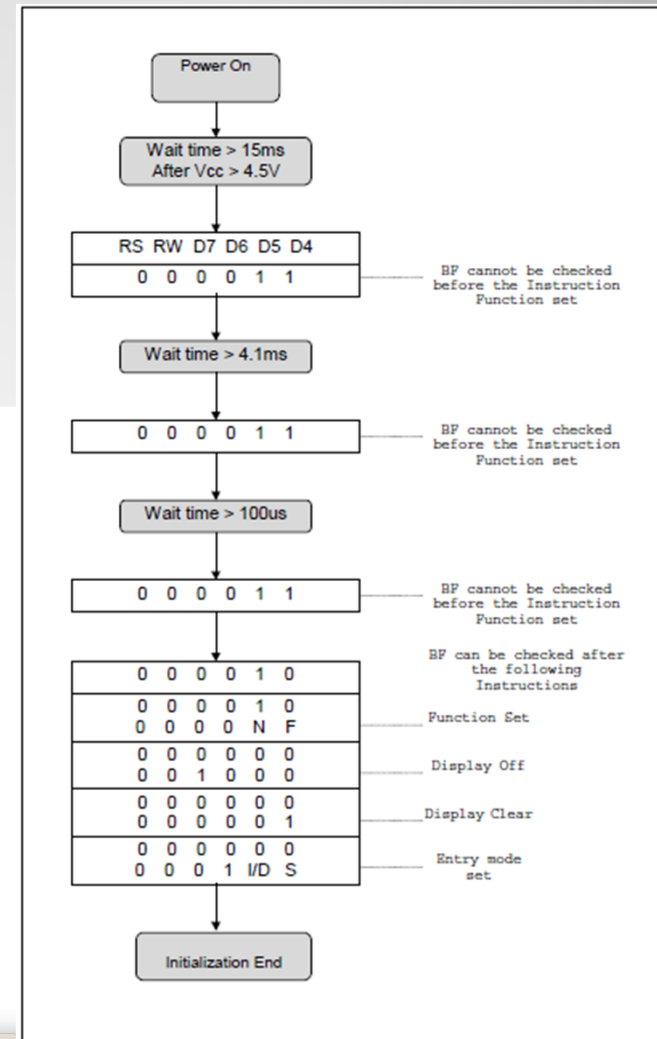 Power On
Wait time > 15ms
After Vcc > 4.5V
RS RW D7 D6 D5 D4
0 0 0 0 1 1
BF cannot be checked
before the Instruction
Function set
Wait time > 4.1ms
0 0 0 0 1 1
BF cannot be checked
before the Instruction
Function set
Wait time > 100us
0 0 0 0 1 1
BF cannot be checked
before the Instruction
Function set
BF can be checked after
the following
Instructions
0 0 0 0 1 0
0 0 0 0 1 0
0 0 0 0 N F
Function Set
0 0 0 0 0 0
0 0 1 0 0 0
Display Off
0 0 0 0 0 0
0 0 0 0 0 1
Display Clear
0 0 0 0 0 0
0 0 0 1 I/D S
Entry mode
set
Initialization End